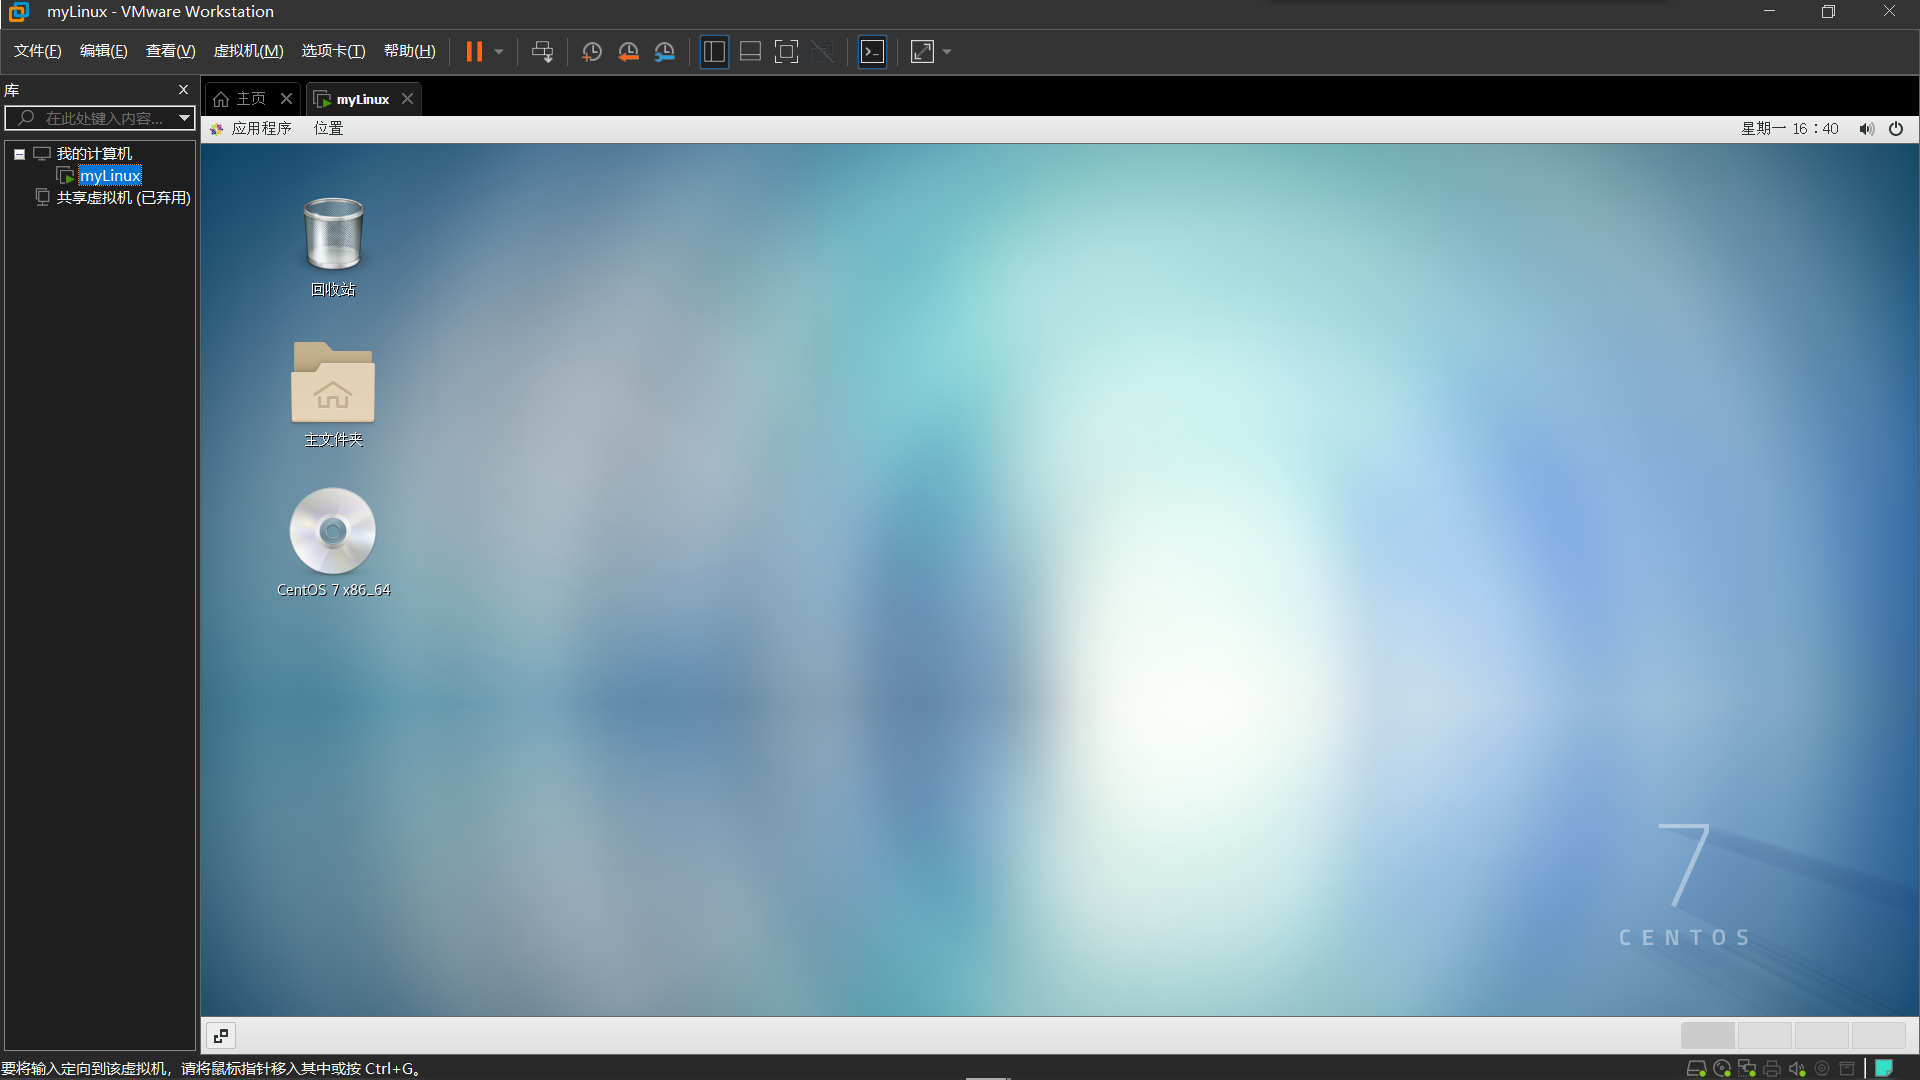 myLinux - VMware Workstation
文件(F) 编辑(E) 查看(V) 虚拟机(M) 选项卡(T) 帮助(H)
库
在此处键入内容...
主页
myLinux
应用程序 位置
星期一 16：40
我的计算机
myLinux
共享虚拟机 (已弃用)
回收站
主文件夹
CentOS 7 x86_64
7
CENTOS
要将输入定向到该虚拟机，请将鼠标指针移入其中或按 Ctrl+G。